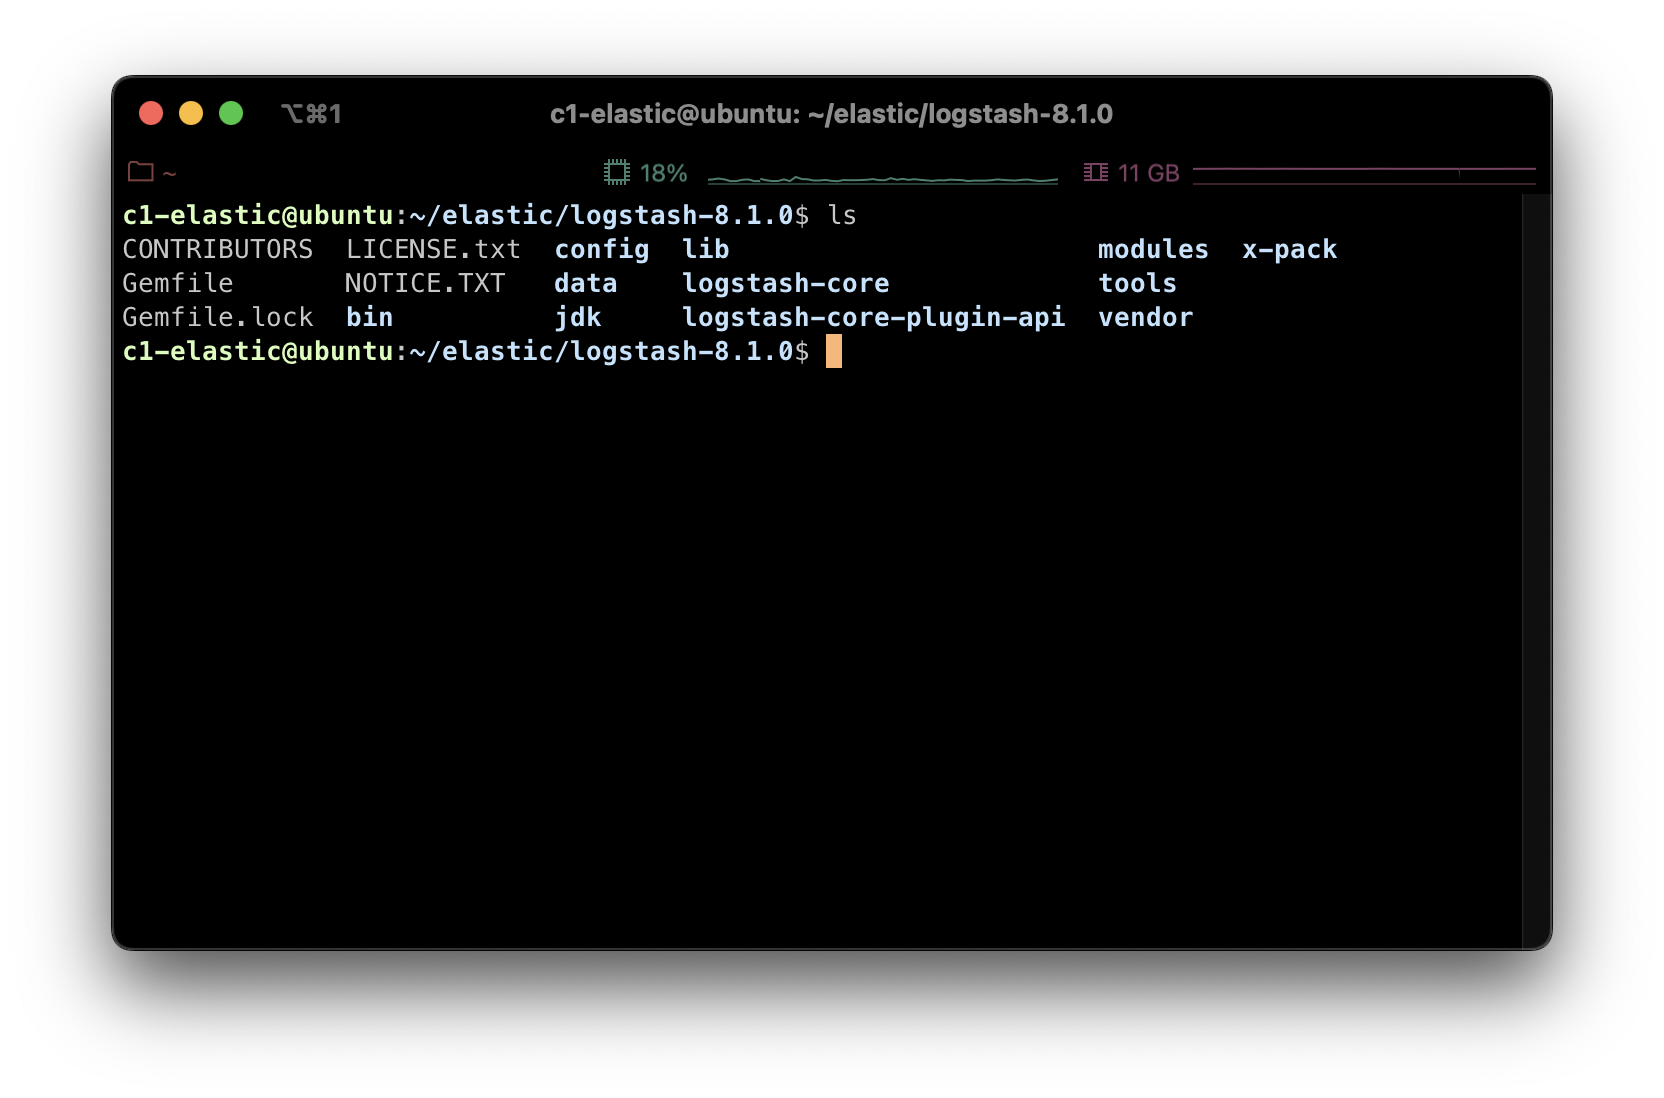 ⌥⌘1 c1-elastic@ubuntu: ~/elastic/logstash-8.1.0
~ 18% 11 GB
c1-elastic@ubuntu:~/elastic/logstash-8.1.0$ ls
CONTRIBUTORS  LICENSE.txt  config  lib                      modules  x-pack
Gemfile       NOTICE.TXT   data    logstash-core            tools
Gemfile.lock  bin          jdk     logstash-core-plugin-api  vendor
c1-elastic@ubuntu:~/elastic/logstash-8.1.0$